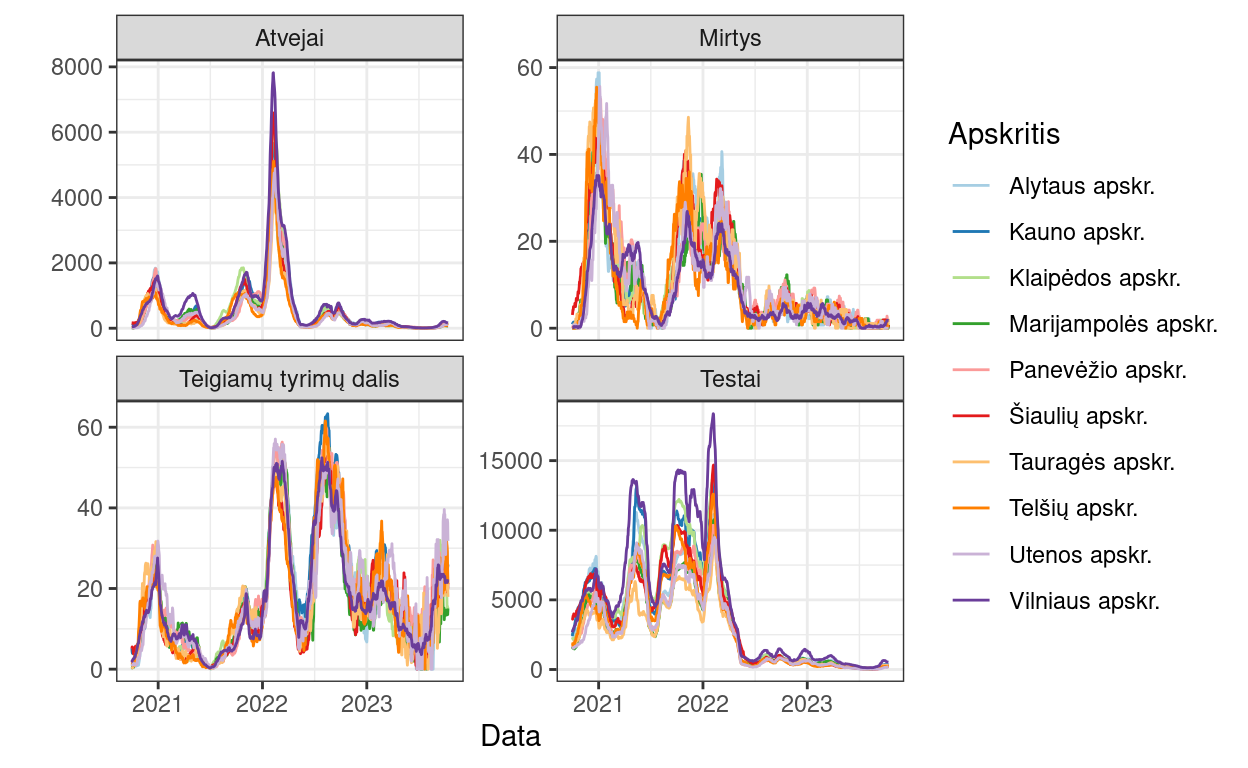 Atvejai
8000
6000
4000
2000
0
Mirtys
60
40
20
0
Teigiamų tyrimų dalis
60
40
20
0
2021 2022 2023
Testai
15000
10000
5000
0
2021 2022 2023
Data
Apskritis
Alytaus apskr.
Kauno apskr.
Klaipėdos apskr.
Marijampolės apskr.
Panevėžio apskr.
Šiaulių apskr.
Tauragės apskr.
Telšių apskr.
Utenos apskr.
Vilniaus apskr.